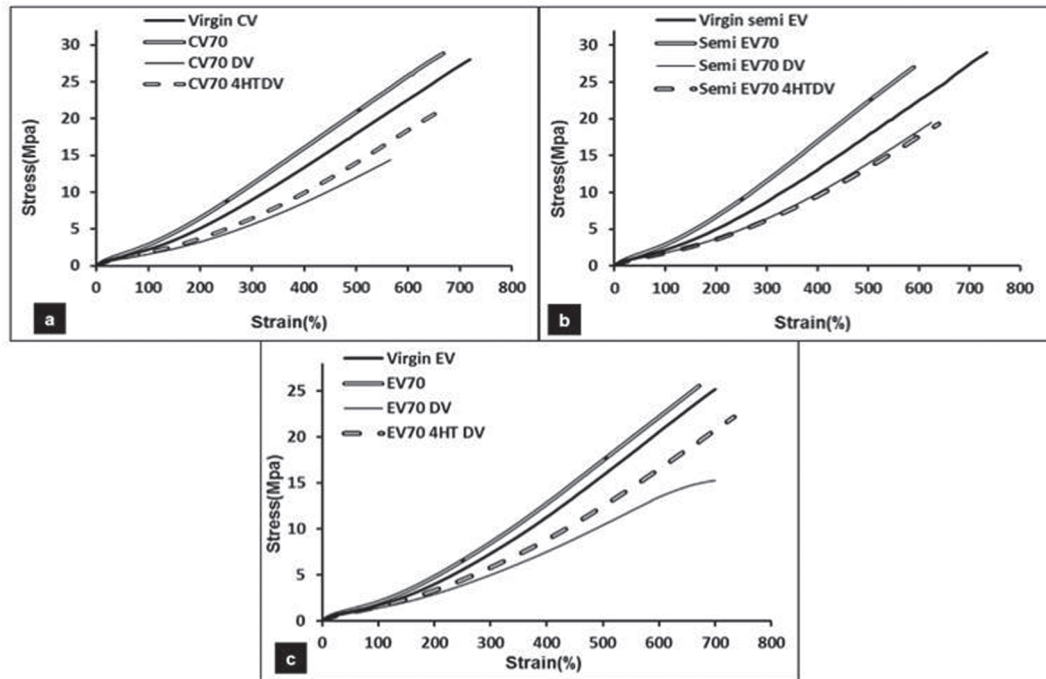 Virgin CV
CV70
CV70 DV
CV70 4HTDV
30
25
20
15
10
5
0
Stress(Mpa)
0 100 200 300 400 500 600 700 800
Strain(%)
a
Virgin semi EV
Semi EV70
Semi EV70 DV
Semi EV70 4HTDV
30
25
20
15
10
5
0
Stress(Mpa)
0 100 200 300 400 500 600 700 800
Strain(%)
b
Virgin EV
EV70
EV70 DV
EV70 4HT DV
25
20
15
10
5
0
Stress(Mpa)
0 100 200 300 400 500 600 700 800
Strain(%)
c